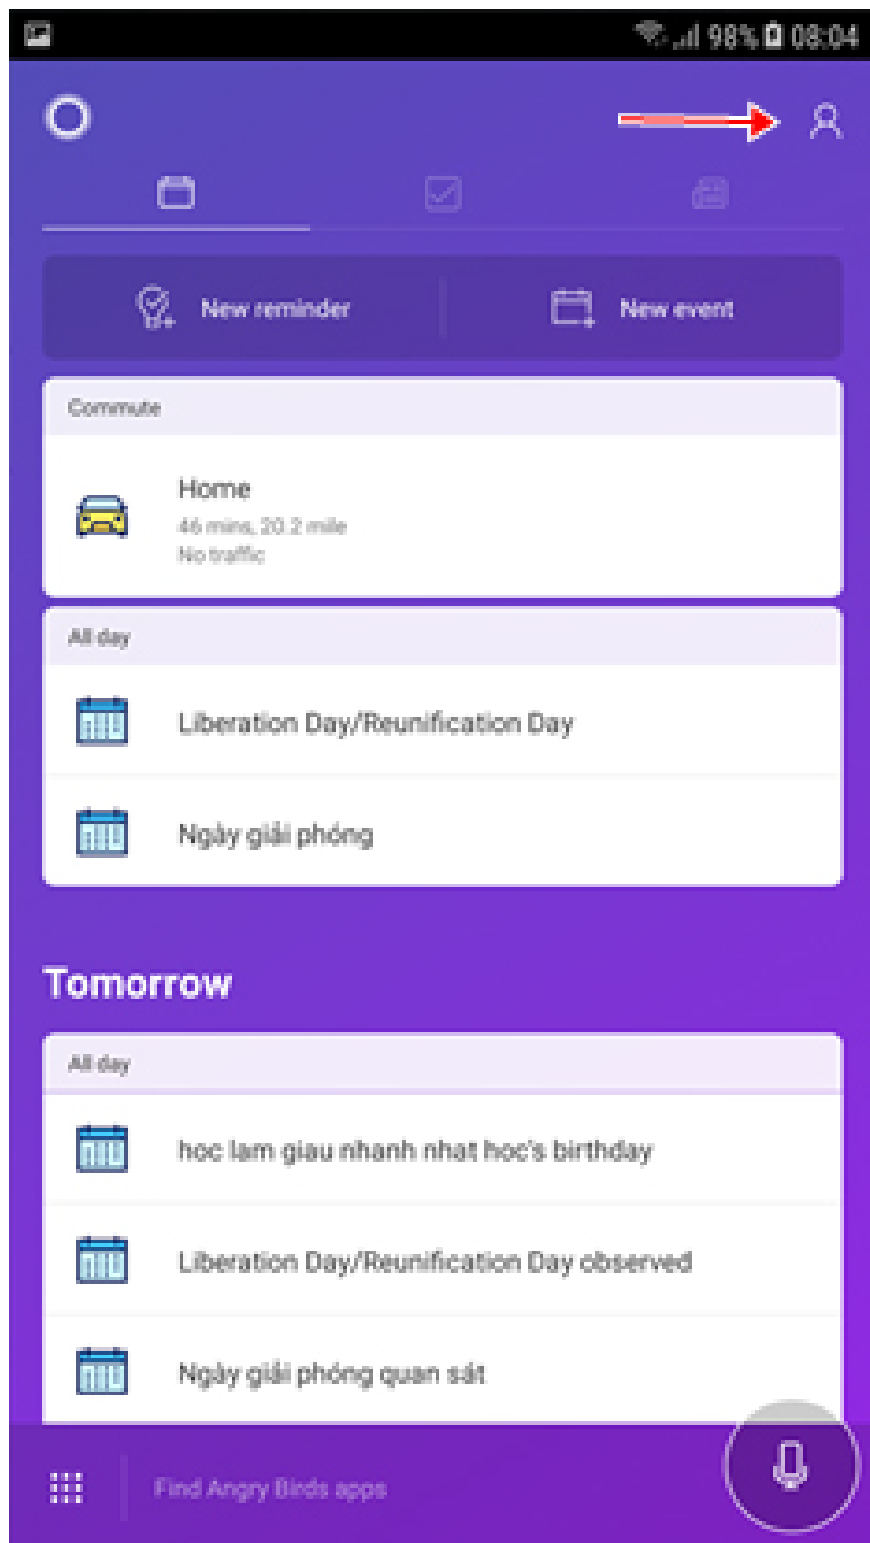 98% 08:04
New reminder New event
Commute
Home
46 mins, 20.2 mile
No traffic
All day
Liberation Day/Reunification Day
Ngày giải phóng
Tomorrow
All day
hoc lam giau nhanh nhat hoc's birthday
Liberation Day/Reunification Day observed
Ngày giải phóng quan sát
Find Angry Birds apps